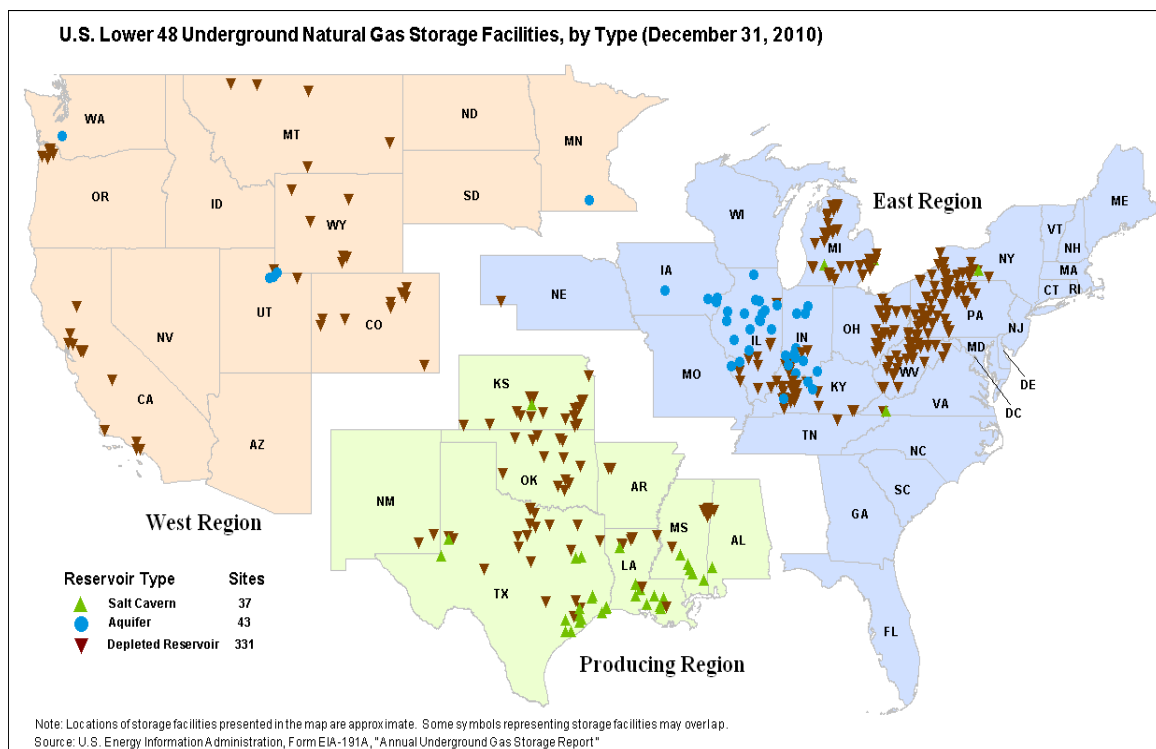 U.S. Lower 48 Underground Natural Gas Storage Facilities, by Type (December 31, 2010)
WA
MT
ND
MN
OR
ID
SD
WY
WI
MI
East Region
ME
VT
NH
NY
MA
CT RI
IA
NE
NV
UT
CO
IL
IN
OH
PA
NJ
MD
MO
KY
WV
VA
DE
DC
CA
AZ
KS
TN
NC
NM
OK
AR
SC
West Region
MS
AL
GA
TX
LA
FL
Reservoir Type Sites
Salt Cavern 37
Aquifer 43
Depleted Reservoir 331
Producing Region
Note: Locations of storage facilities presented in the map are approximate. Some symbols representing storage facilities may overlap.
Source: U.S. Energy Information Administration, Form EIA-191A, "Annual Underground Gas Storage Report"